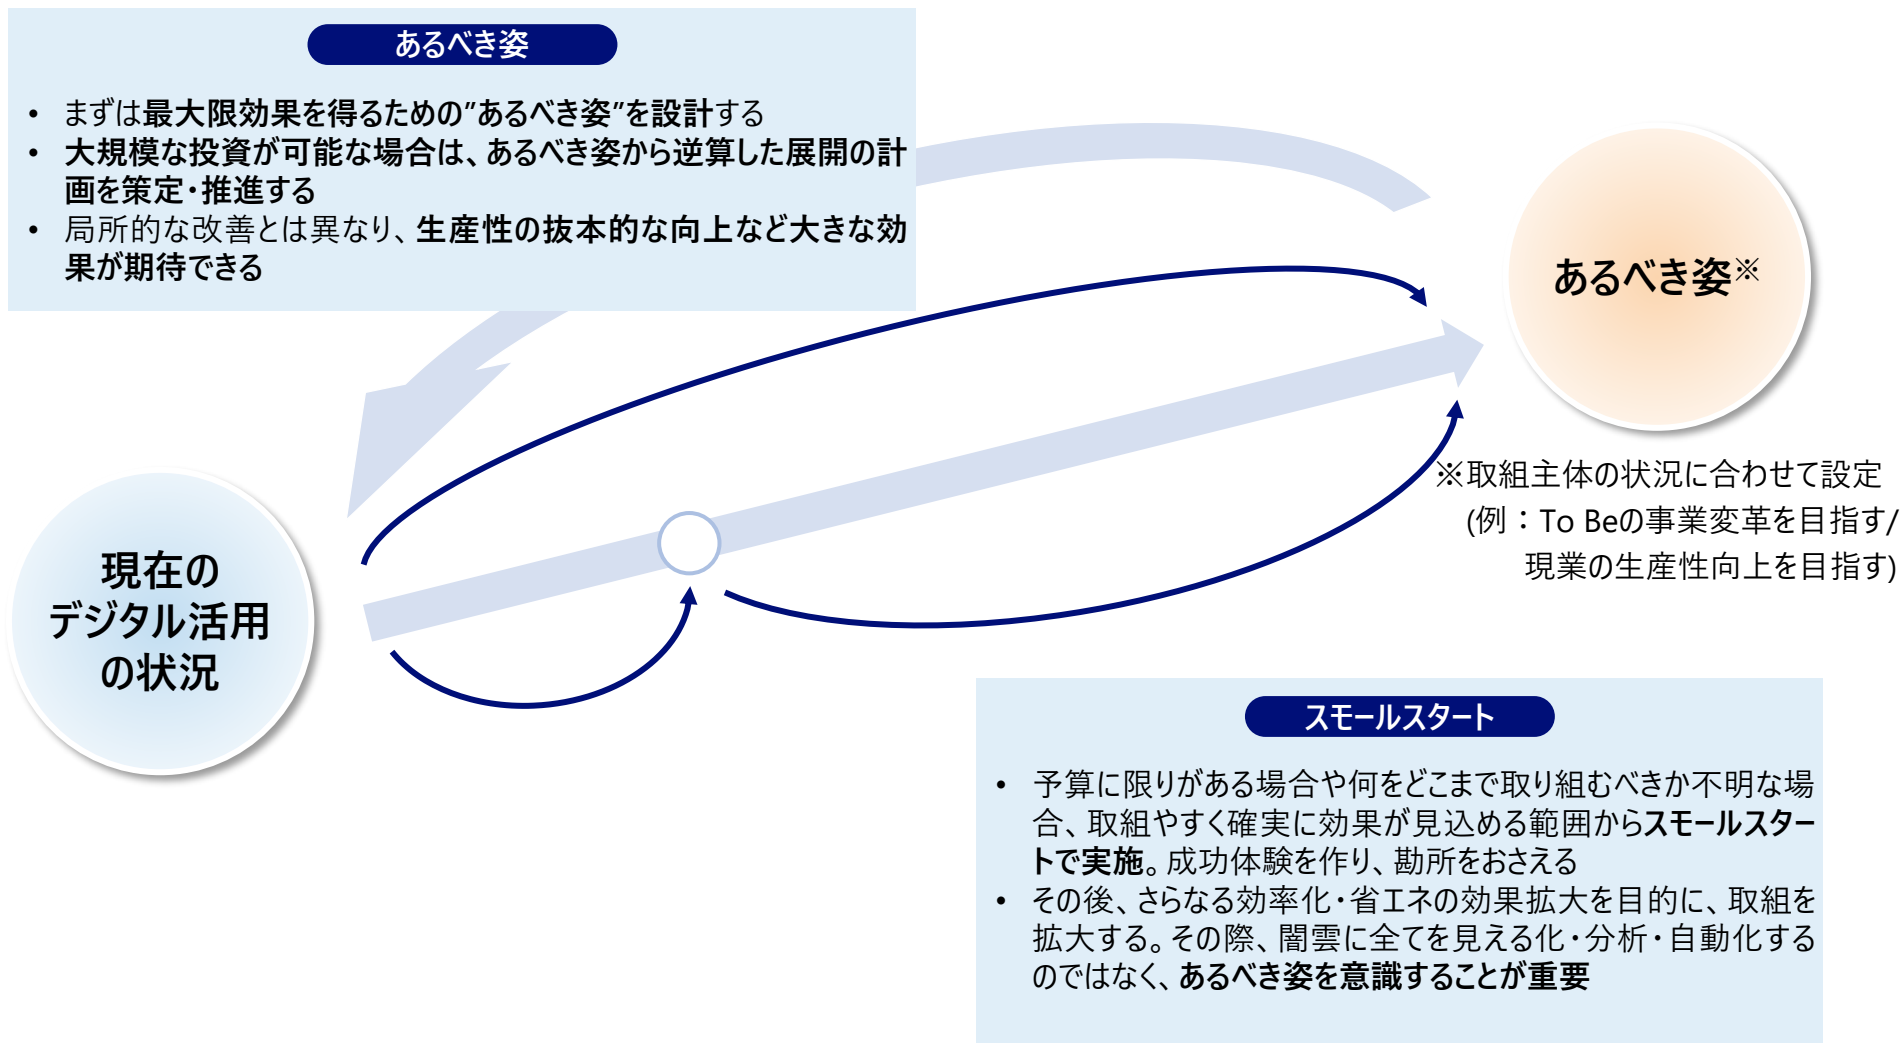 あるべき姿
• まずは最大限効果を得るための”あるべき姿”を設計する
• 大規模な投資が可能な場合は、あるべき姿から逆算した展開の計
画を策定・推進する
• 局所的な改善とは異なり、生産性の抜本的な向上など大きな効
果が期待できる
あるべき姿※
※取組主体の状況に合わせて設定
(例：To Beの事業変革を目指す/
現業の生産性向上を目指す)
現在の
デジタル活用
の状況
スモールスタート
• 予算に限りがある場合や何をどこまで取り組むべきか不明な場
合、取組やすく確実に効果が見込める範囲からスモールスター
トで実施。成功体験を作り、勘所をおさえる
• その後、さらなる効率化・省エネの効果拡大を目的に、取組を
拡大する。その際、闇雲に全てを見える化・分析・自動化する
のではなく、あるべき姿を意識することが重要